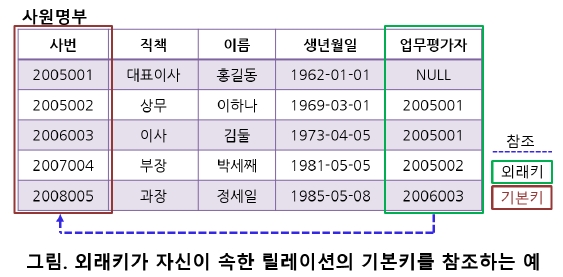 사원명부
사번 직책 이름 생년월일 업무평가자
2005001 대표이사 홍길동 1962-01-01 NULL
2005002 상무 이하나 1969-03-01 2005001
2006003 이사 김둘 1973-04-05 2005001
2007004 부장 박세째 1981-05-05 2005002
2008005 과장 정세일 1985-05-08 2006003
참조
외래키
기본키
그림. 외래키가 자신이 속한 릴레이션의 기본키를 참조하는 예